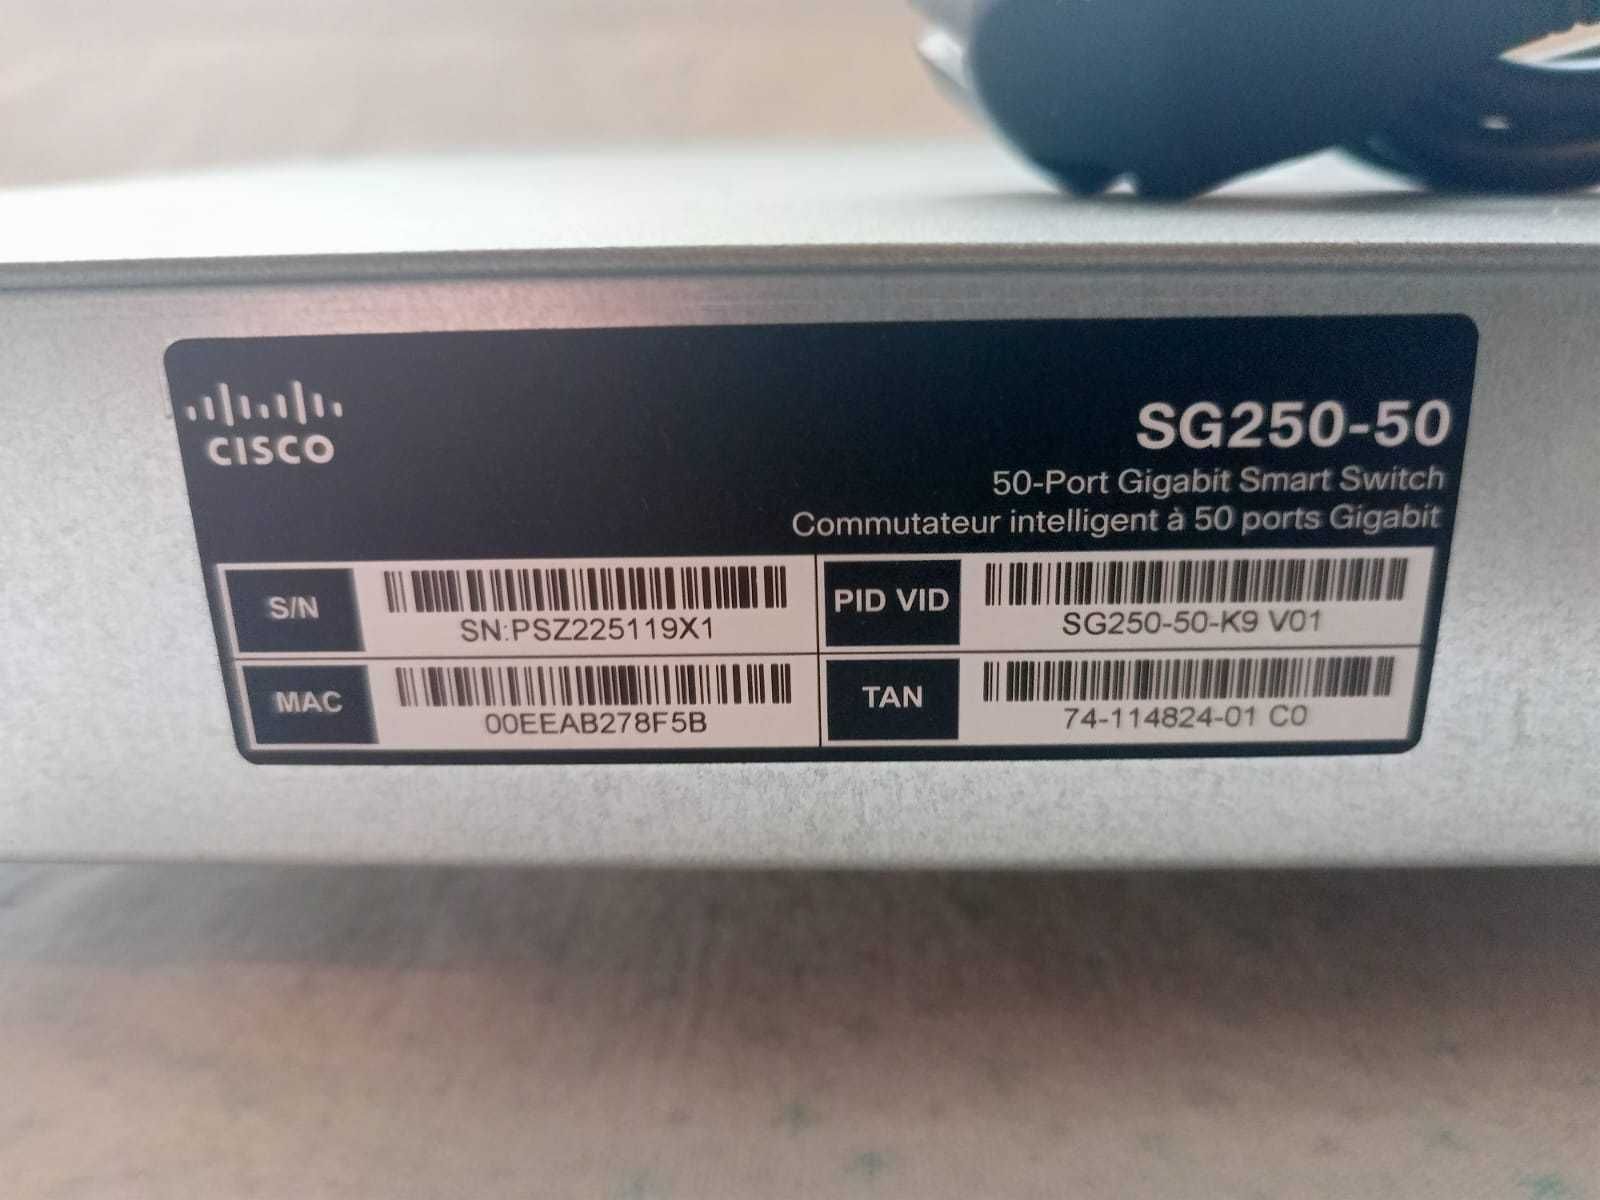 CISCO
SG250-50
50-Port Gigabit Smart Switch
Commutateur intelligent à 50 ports Gigabit
S/N
SN:PSZ225119X1
PID VID
SG250-50-K9 V01
MAC
00EEAB278F5B
TAN
74-114824-01 C0